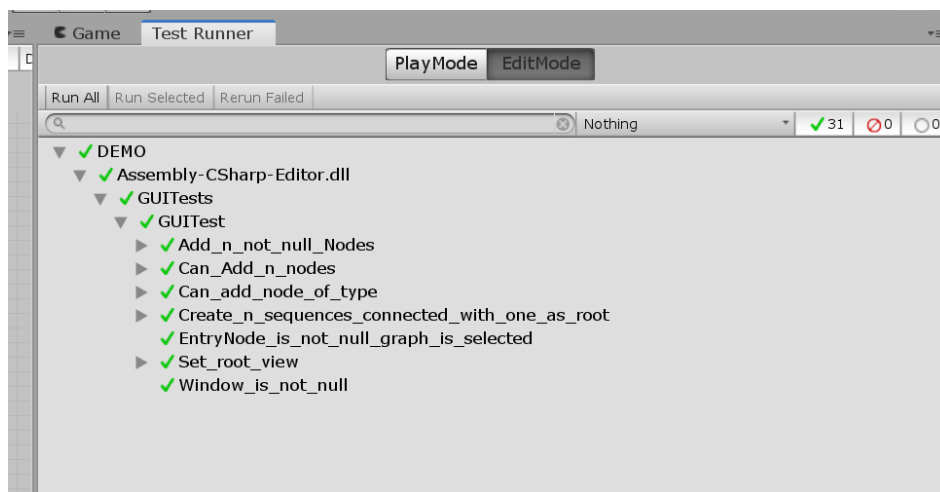 Game Test Runner
D
PlayMode EditMode
Run All Run Selected Rerun Failed
Nothing 31 0 0
DEMO
Assembly-CSharp-Editor.dll
GUITests
GUITest
Add_n_not_null_Nodes
Can_Add_n_nodes
Can_add_node_of_type
Create_n_sequences_connected_with_one_as_root
EntryNode_is_not_null_graph_is_selected
Set_root_view
Window_is_not_null